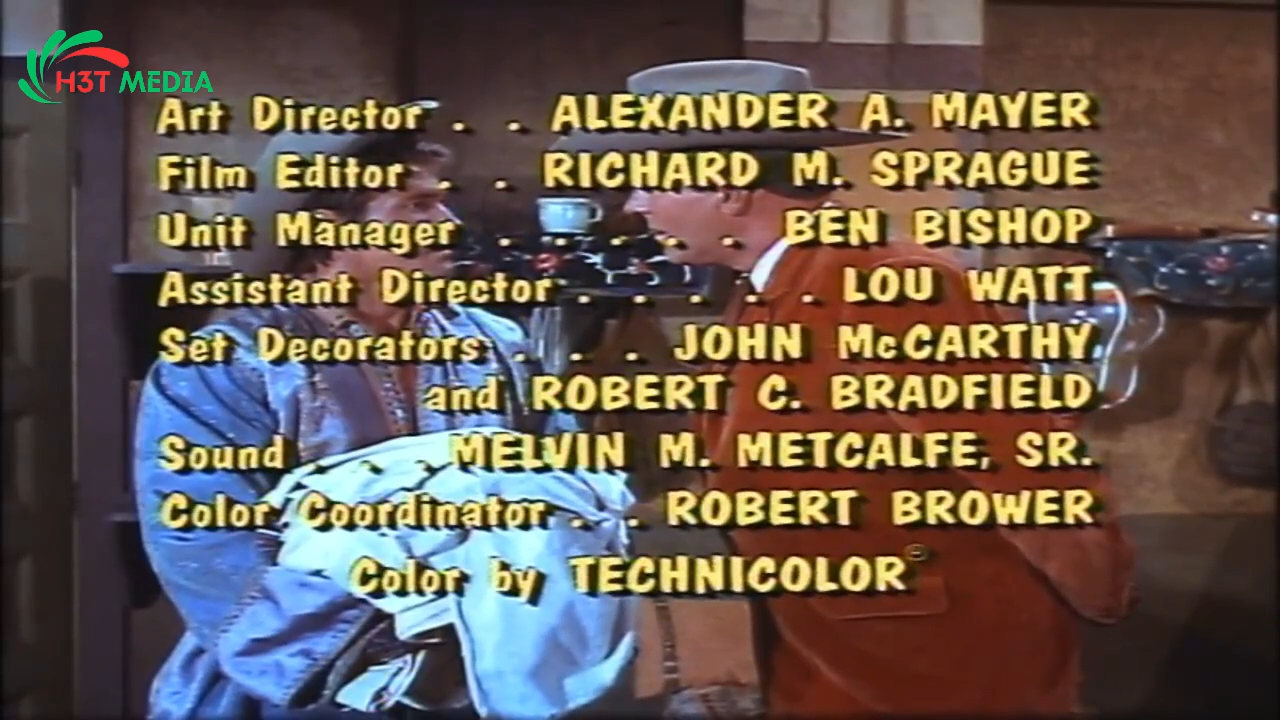 H3T MEDIA
Art Director . . ALEXANDER A. MAYER
Film Editor . . RICHARD M. SPRAGUE
Unit Manager . . . . . BEN BISHOP
Assistant Director . . . . . LOU WATT
Set Decorators . . . JOHN McCARTHY
and ROBERT C. BRADFIELD
Sound . . . MELVIN M. METCALFE, SR.
Color Coordinator . . ROBERT BROWER
Color by TECHNICOLOR©